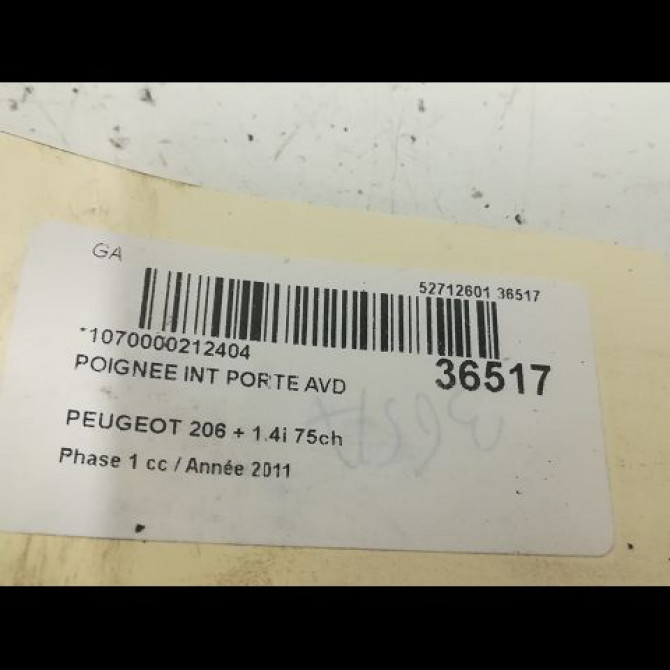 GA
52712601 36517
*1070000212404
36517
POIGNEE INT PORTE AVD
PEUGEOT 206 + 1.4i 75ch
Phase 1 cc / Année 2011